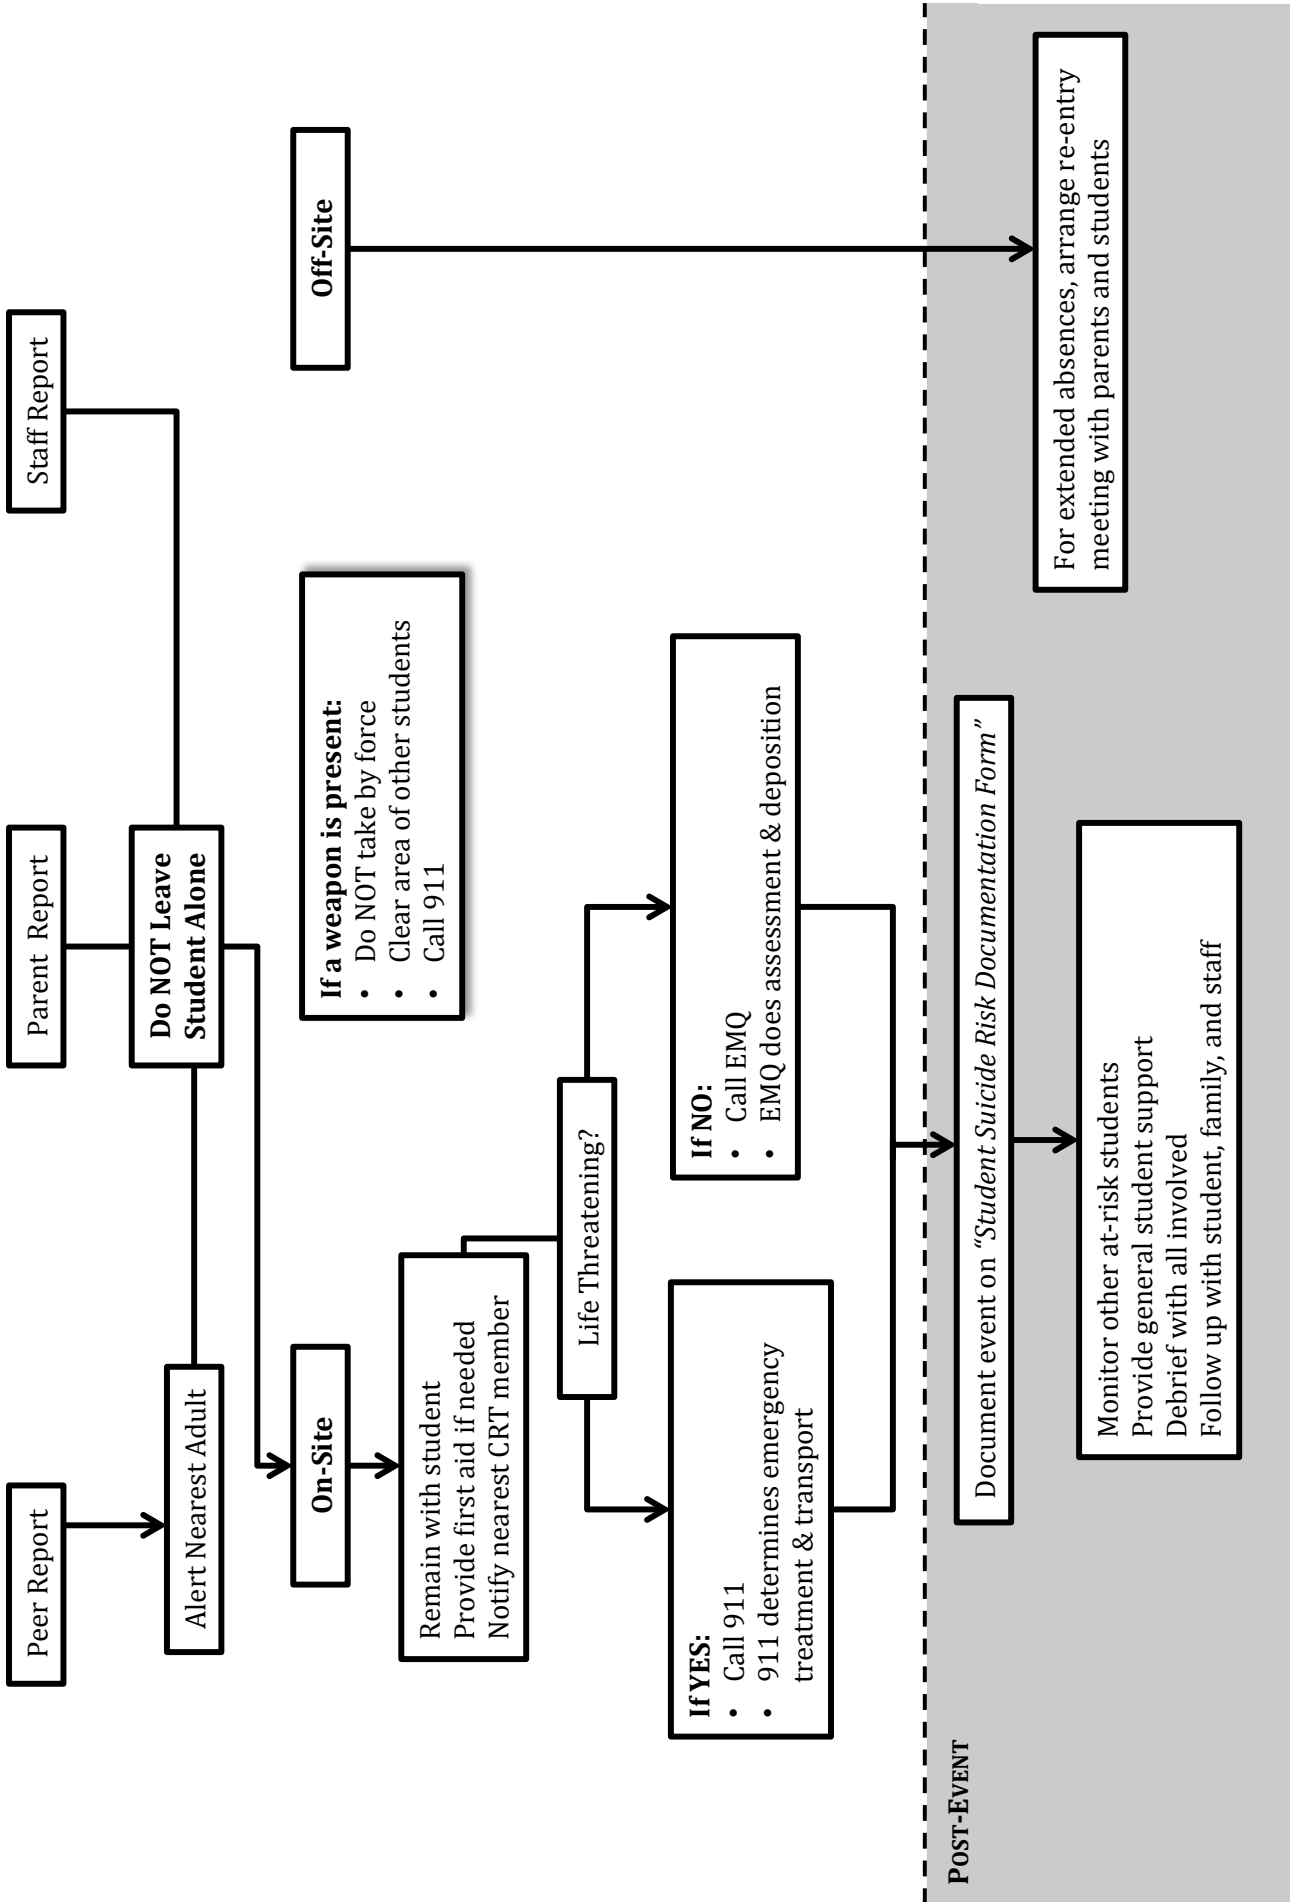 Peer Report
Parent Report
Staff Report
Alert Nearest Adult
Do NOT Leave
Student Alone
On-Site
Off-Site
If a weapon is present:
• Do NOT take by force
• Clear area of other students
• Call 911
Remain with student
Provide first aid if needed
Notify nearest CRT member
Life Threatening?
If YES:
• Call 911
• 911 determines emergency
treatment & transport
If NO:
• Call EMQ
• EMQ does assessment & deposition
POST-EVENT
Document event on “Student Suicide Risk Documentation Form”
For extended absences, arrange re-entry
meeting with parents and students
Monitor other at-risk students
Provide general student support
Debrief with all involved
Follow up with student, family, and staff